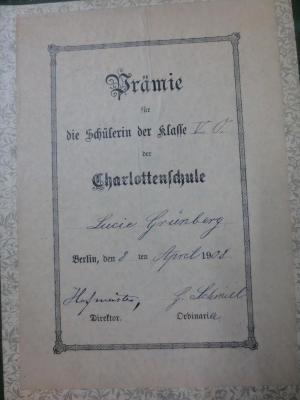 Prämie
für
die Schülerin der Klasse V O.
der
Charlottenschule
Lucie Grünberg
Berlin, den 8 ten April 1908
Hofmeister, G. Schmidt
Direktor. Ordinaria